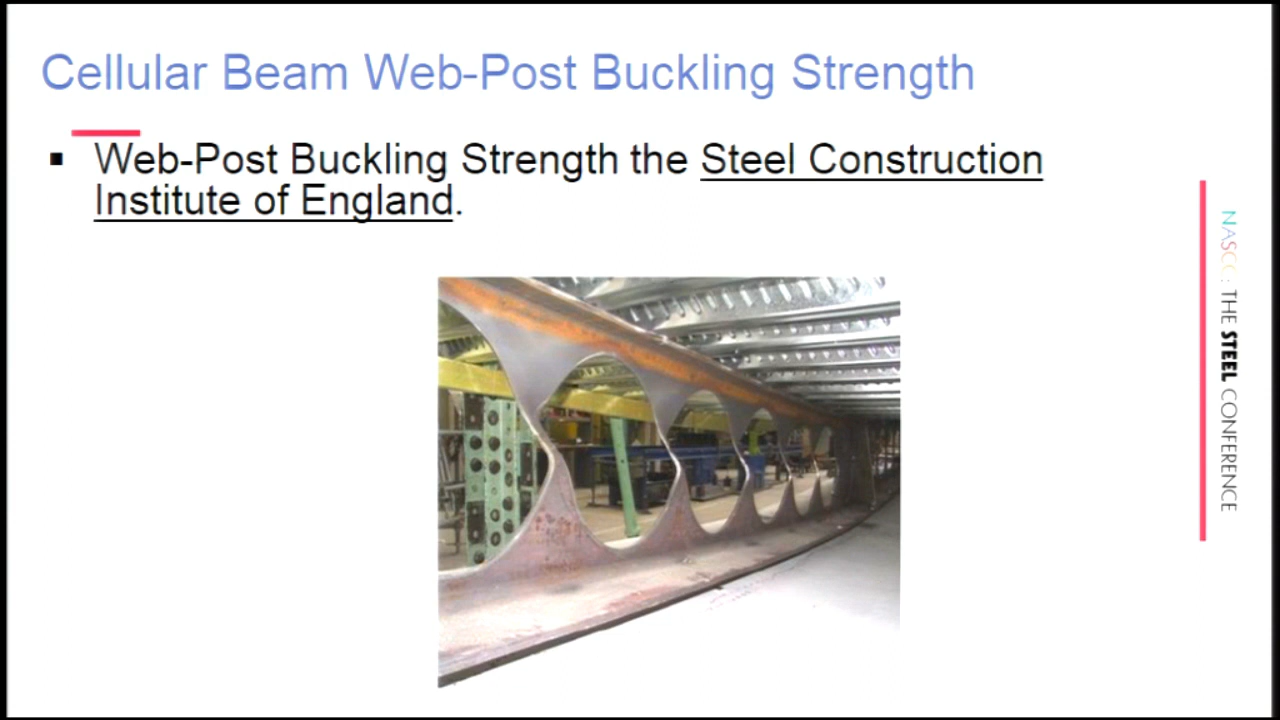 Cellular Beam Web-Post Buckling Strength
▪ Web-Post Buckling Strength the Steel Construction
Institute of England.
NASCC: THE STEEL CONFERENCE